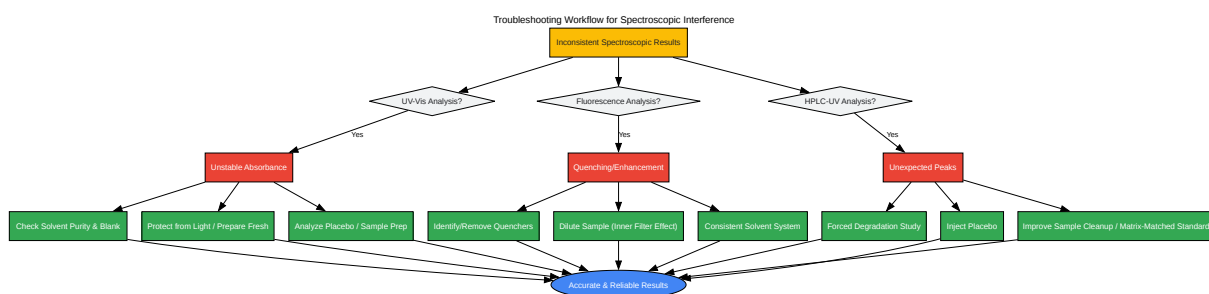 Troubleshooting Workflow for Spectroscopic Interference
Inconsistent Spectroscopic Results
UV-Vis Analysis?
Fluorescence Analysis?
HPLC-UV Analysis?
Yes
Yes
Yes
Unstable Absorbance
Quenching/Enhancement
Unexpected Peaks
Check Solvent Purity & Blank
Protect from Light / Prepare Fresh
Analyze Placebo / Sample Prep
Identify/Remove Quenchers
Dilute Sample (Inner Filter Effect)
Consistent Solvent System
Forced Degradation Study
Inject Placebo
Improve Sample Cleanup / Matrix-Matched Standard
Accurate & Reliable Results